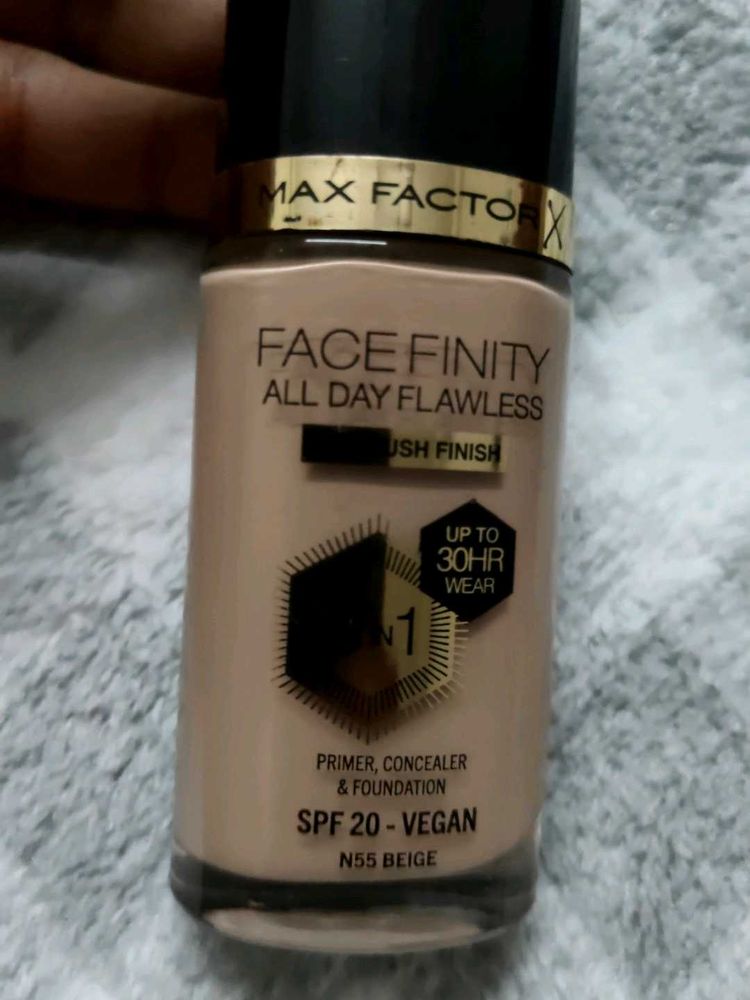 MAX FACTOR X
FACEFINITY
ALL DAY FLAWLESS
FINISH
UP TO
30HR
WEAR
1
PRIMER, CONCEALER
& FOUNDATION
SPF 20 - VEGAN
N55 BEIGE